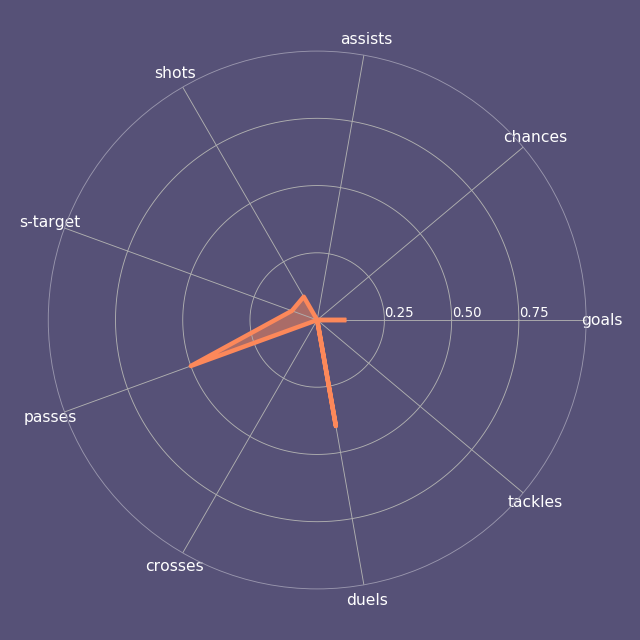 assists
shots
chances
s-target
0.25 0.50 0.75
goals
passes
tackles
crosses
duels